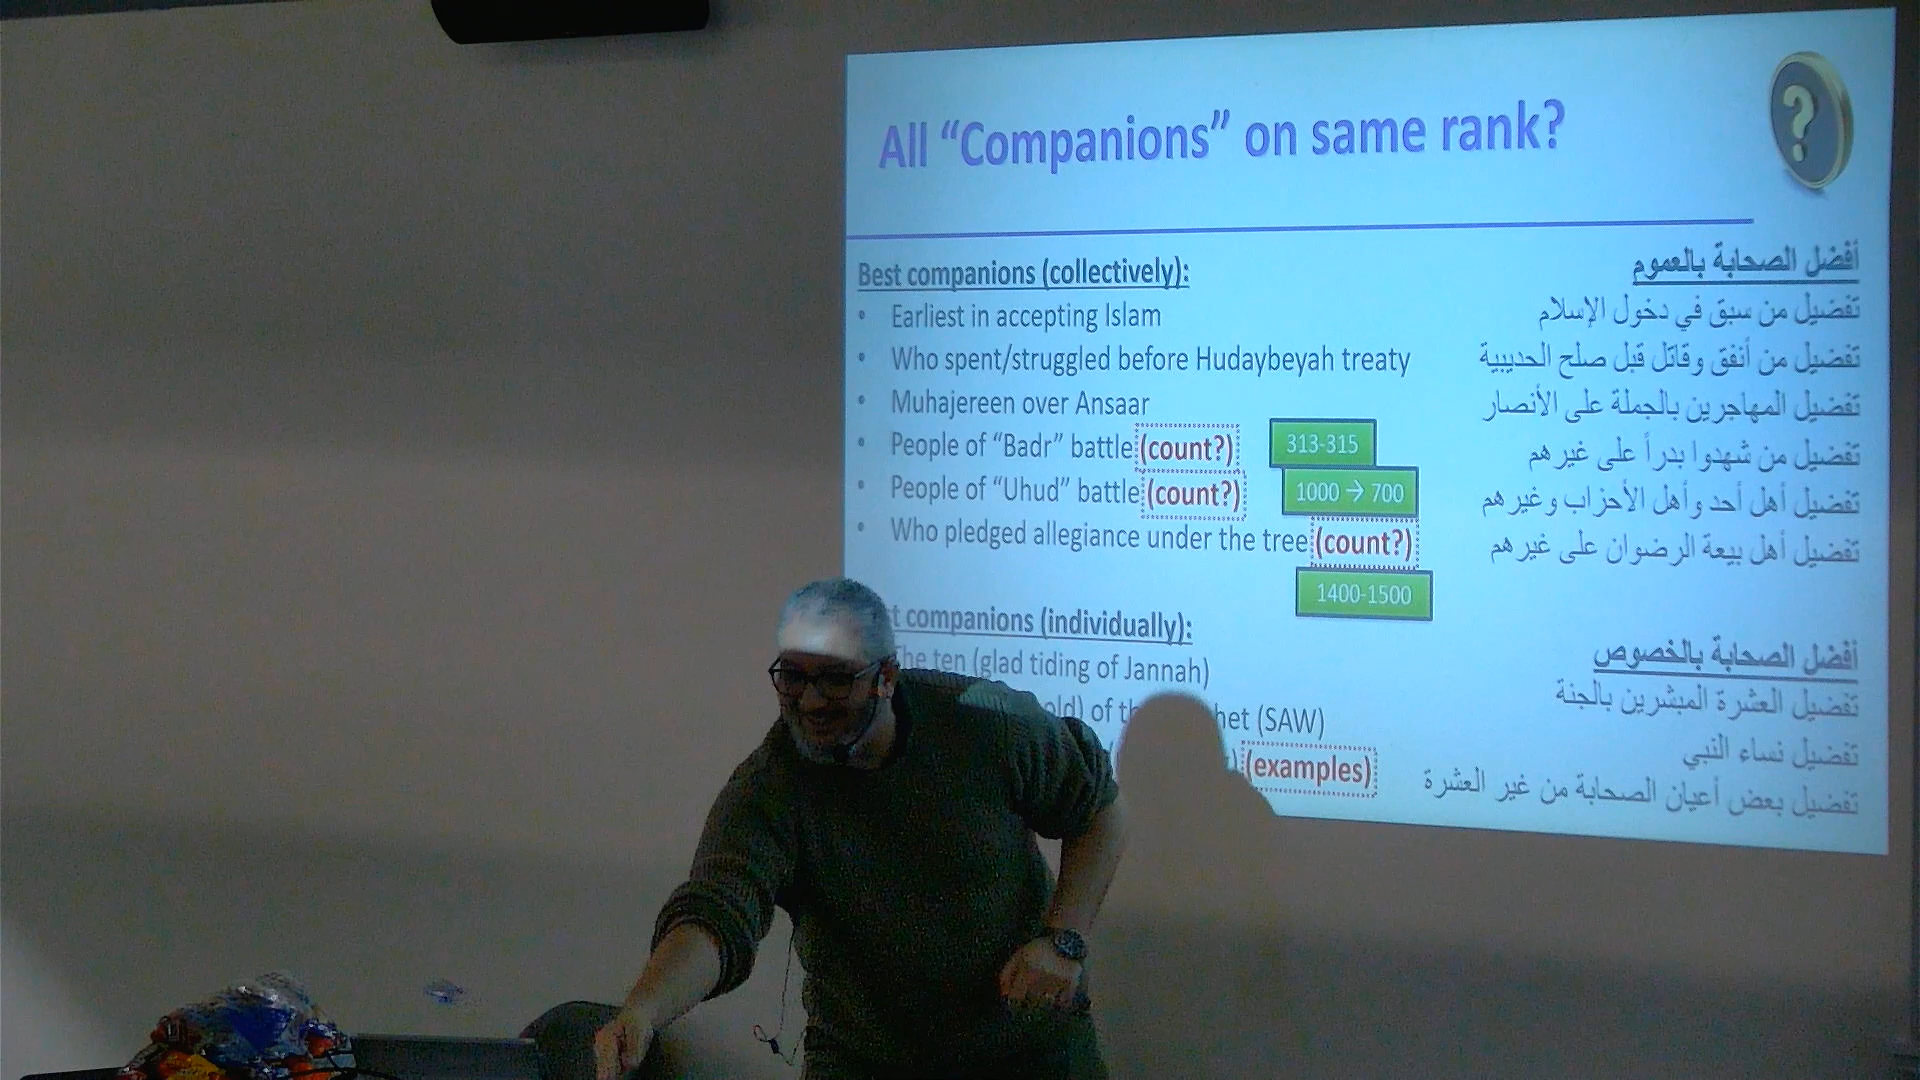 ?
All “Companions” on same rank?
Best companions (collectively):
• Earliest in accepting Islam
• Who spent/struggled before Hudaybeyah treaty
• Muhajereen over Ansaar
• People of “Badr” battle (count?) 313-315
• People of “Uhud” battle (count?) 1000 → 700
• Who pledged allegiance under the tree (count?)
1400-1500
companions (individually):
The ten (glad tiding of Jannah)
of (SAW)
(examples)
أفضل الصحابة بالعموم
تفضيل من سبق في دخول الإسلام
تفضيل من أنفق وقاتل قبل صلح الحديبية
تفضيل المهاجرين بالجملة على الأنصار
تفضيل من شهدوا بدراً على غيرهم
تفضيل أهل أحد وأهل الأحزاب وغيرهم
تفضيل أهل بيعة الرضوان على غيرهم
أفضل الصحابة بالخصوص
تفضيل العشرة المبشرين بالجنة
تفضيل نساء النبي
تفضيل بعض أعيان الصحابة من غير العشرة